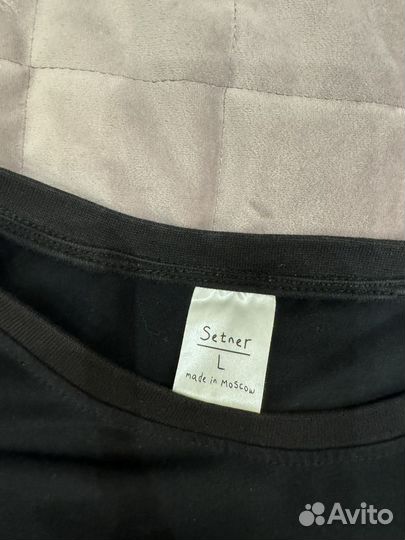 Setner
L
made in Moscow
Avito